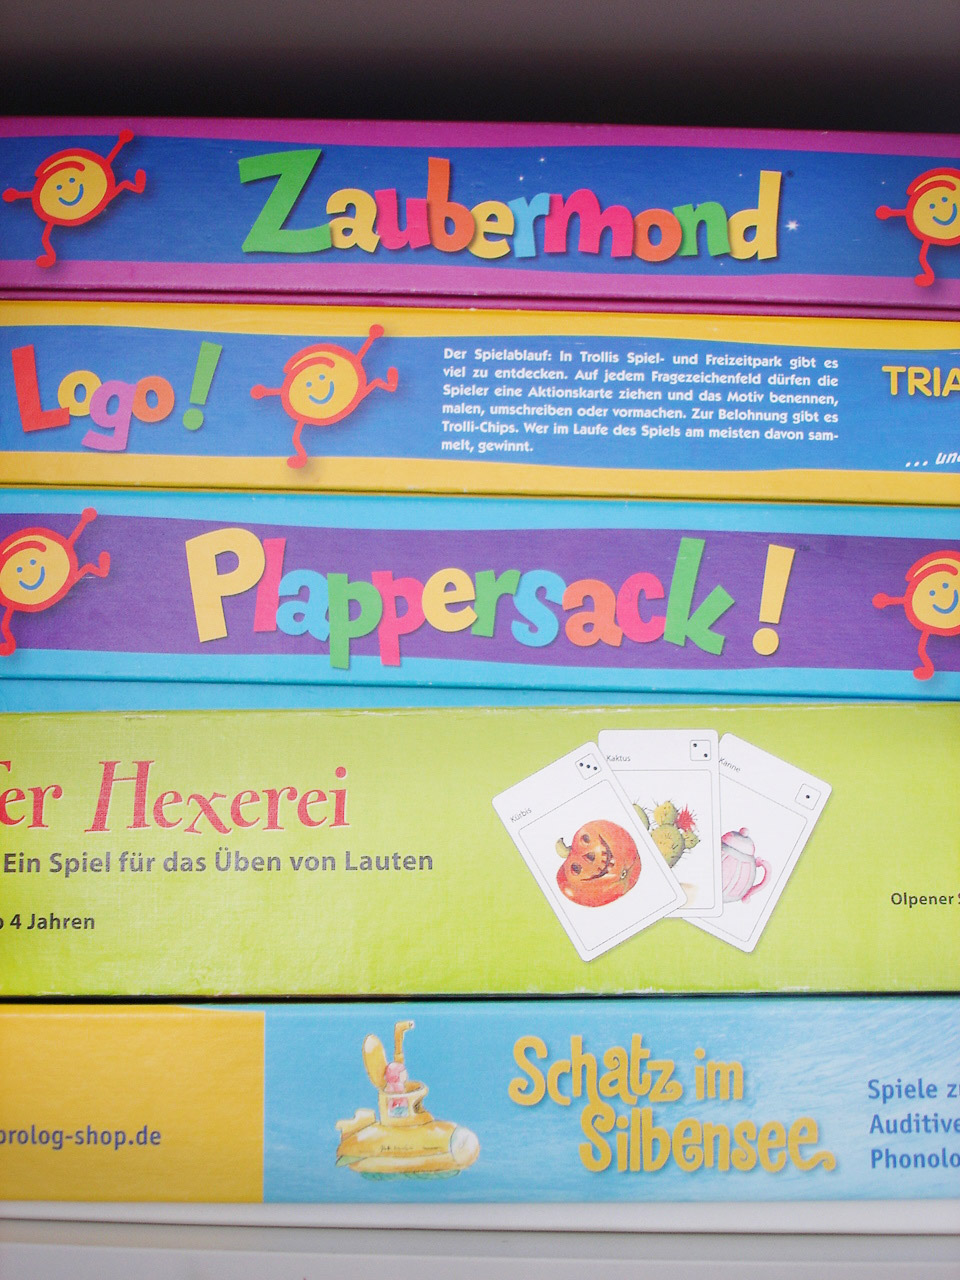 Zaubermond
Logo!
Der Spielablauf: In Trollis Spiel- und Freizeitpark gibt es
viel zu entdecken. Auf jedem Fragezeichenfeld dürfen die
Spieler eine Aktionskarte ziehen und das Motiv benennen,
malen, umschreiben oder vormachen. Zur Belohnung gibt es
Trolli-Chips. Wer im Laufe des Spiels am meisten davon sam-
melt, gewinnt.
TRIA
... und
Plappersack!
er Hexerei
Ein Spiel für das Üben von Lauten
4 Jahren
Kürbis
Kaktus
Kanne
Olpener S
prolog-shop.de
Schatz im
Silbensee
Spiele z
Auditive
Phonolo